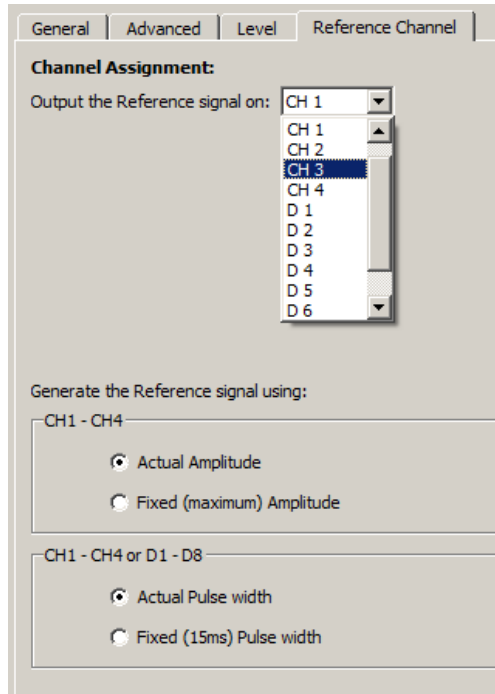 General Advanced Level Reference Channel
Channel Assignment:
Output the Reference signal on: CH 1
CH 1
CH 2
CH 3
CH 4
D 1
D 2
D 3
D 4
D 5
D 6
Generate the Reference signal using:
CH1 - CH4
Actual Amplitude
Fixed (maximum) Amplitude
CH1 - CH4 or D1 - D8
Actual Pulse width
Fixed (15ms) Pulse width